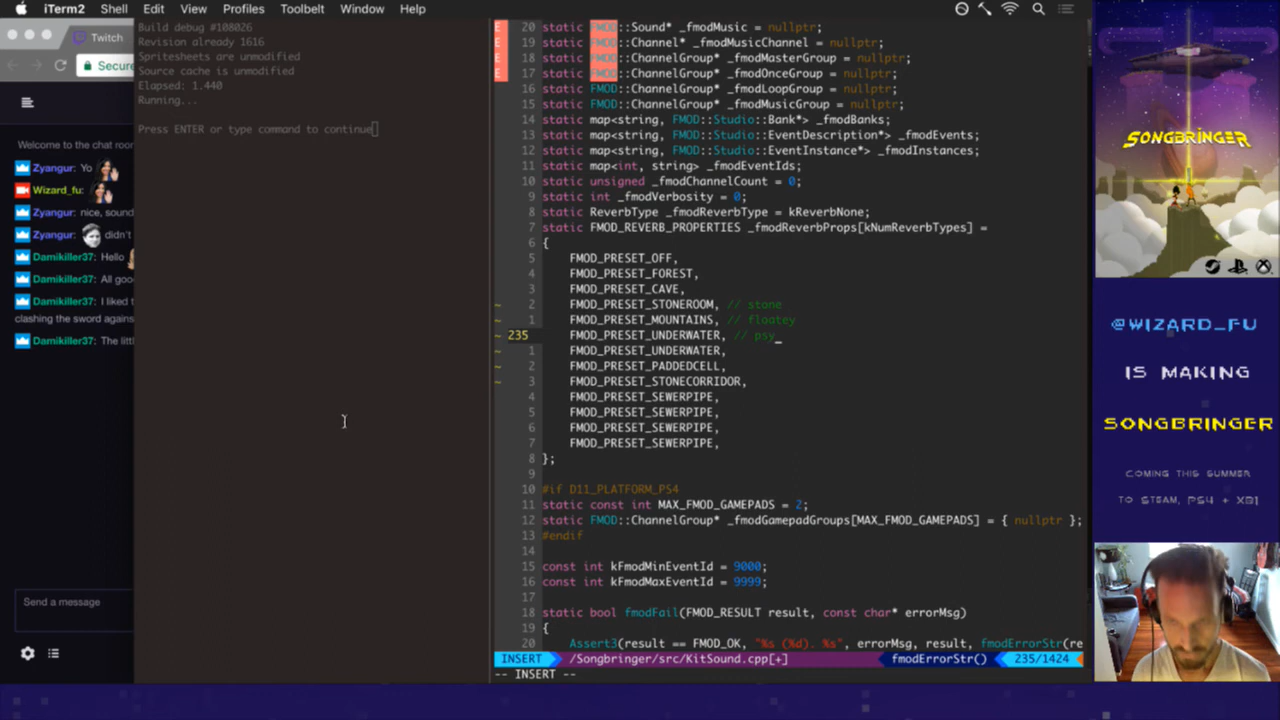 iTerm2 Shell Edit View Profiles Toolbelt Window Help
Twitch
Secure
Welcome to the chat roo
Zyangur: Yo
Wizard_fu:
Zyangur: nice, sound
Zyangur: didn't
Damikiller37: Hello
Damikiller37: All goo
Damikiller37: I liked t
clashing the sword against
Damikiller37: The littl
Send a message
Build debug #108026
Revision already 1616
Spritesheets are unmodified
Source cache is unmodified
Elapsed: 1.440
Running...
Press ENTER or type command to continue
E 20 static FMOD::Sound* _fmodMusic = nullptr;
E 19 static FMOD::Channel* _fmodMusicChannel = nullptr;
E 18 static FMOD::ChannelGroup* _fmodMasterGroup = nullptr;
E 17 static FMOD::ChannelGroup* _fmodOnceGroup = nullptr;
16 static FMOD::ChannelGroup* _fmodLoopGroup = nullptr;
15 static FMOD::ChannelGroup* _fmodMusicGroup = nullptr;
14 static map<string, FMOD::Studio::Bank*> _fmodBanks;
13 static map<string, FMOD::Studio::EventDescription*> _fmodEvents;
12 static map<string, FMOD::Studio::EventInstance*> _fmodInstances;
11 static map<int, string> _fmodEventIds;
10 static unsigned _fmodChannelCount = 0;
9 static int _fmodVerbosity = 0;
8 static ReverbType _fmodReverbType = kReverbNone;
7 static FMOD_REVERB_PROPERTIES _fmodReverbProps[kNumReverbTypes] =
6 {
5 FMOD_PRESET_OFF,
4 FMOD_PRESET_FOREST,
3 FMOD_PRESET_CAVE,
~ 2 FMOD_PRESET_STONEROOM, // stone
~ 1 FMOD_PRESET_MOUNTAINS, // floatey
~ 235 FMOD_PRESET_UNDERWATER, // psy_
~ 1 FMOD_PRESET_UNDERWATER,
~ 2 FMOD_PRESET_PADDEDCELL,
~ 3 FMOD_PRESET_STONECORRIDOR,
4 FMOD_PRESET_SEWERPIPE,
5 FMOD_PRESET_SEWERPIPE,
6 FMOD_PRESET_SEWERPIPE,
7 FMOD_PRESET_SEWERPIPE,
8 };
9
10 #if D11_PLATFORM_PS4
11 static const int MAX_FMOD_GAMEPADS = 2;
12 static FMOD::ChannelGroup* _fmodGamepadGroups[MAX_FMOD_GAMEPADS] = { nullptr };
13 #endif
14
15 const int kFmodMinEventId = 9000;
16 const int kFmodMaxEventId = 9999;
17
18 static bool fmodFail(FMOD_RESULT result, const char* errorMsg)
19 {
20 Assert3(result == FMOD_OK, "%s (%d). %s", errorMsg, result, fmodErrorStr(re
INSERT /Songbringer/src/KitSound.cpp[+] fmodErrorStr() 235/1424
-- INSERT --
SONGBRINGER
@WIZARD_FU
IS MAKING
SONGBRINGER
COMING THIS SUMMER
TO STEAM, PS4 + XB1